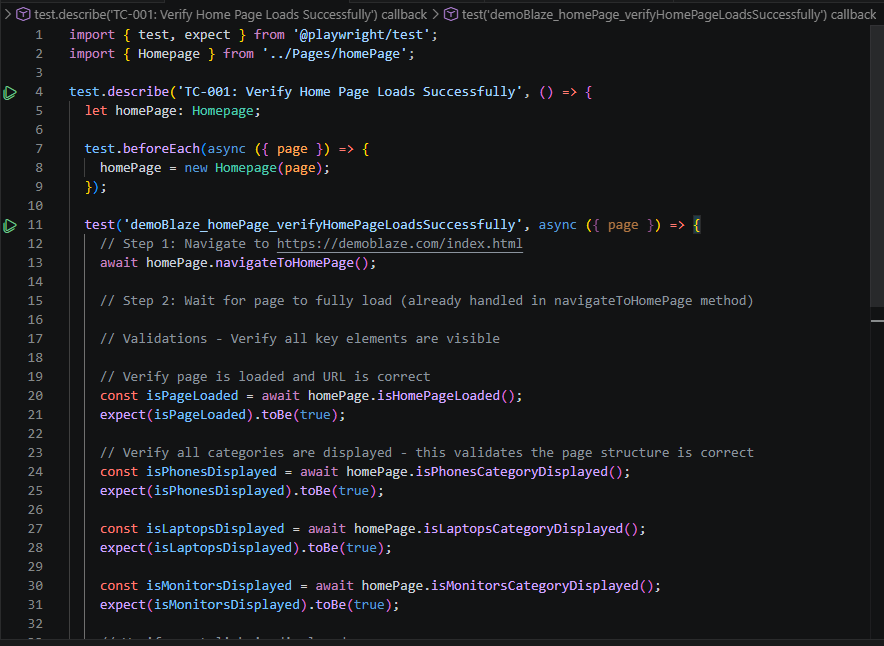 test.describe('TC-001: Verify Home Page Loads Successfully') callback > test('demoBlaze_homePage_verifyHomePageLoadsSuccessfully') callback
1 import { test, expect } from '@playwright/test';
2 import { Homepage } from '../Pages/homePage';
3
4 test.describe('TC-001: Verify Home Page Loads Successfully', () => {
5 let homePage: Homepage;
6
7 test.beforeEach(async ({ page }) => {
8 homePage = new Homepage(page);
9 });
10
11 test('demoBlaze_homePage_verifyHomePageLoadsSuccessfully', async ({ page }) => {
12 // Step 1: Navigate to https://demoblaze.com/index.html
13 await homePage.navigateToHomePage();
14
15 // Step 2: Wait for page to fully load (already handled in navigateToHomePage method)
16
17 // Validations - Verify all key elements are visible
18
19 // Verify page is loaded and URL is correct
20 const isPageLoaded = await homePage.isHomePageLoaded();
21 expect(isPageLoaded).toBe(true);
22
23 // Verify all categories are displayed - this validates the page structure is correct
24 const isPhonesDisplayed = await homePage.isPhonesCategoryDisplayed();
25 expect(isPhonesDisplayed).toBe(true);
26
27 const isLaptopsDisplayed = await homePage.isLaptopsCategoryDisplayed();
28 expect(isLaptopsDisplayed).toBe(true);
29
30 const isMonitorsDisplayed = await homePage.isMonitorsCategoryDisplayed();
31 expect(isMonitorsDisplayed).toBe(true);
32